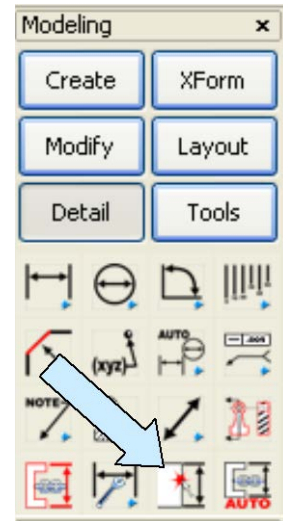 Modeling x
Create XForm
Modify Layout
Detail Tools
(xyz) AUTO
NOTE
AUTO